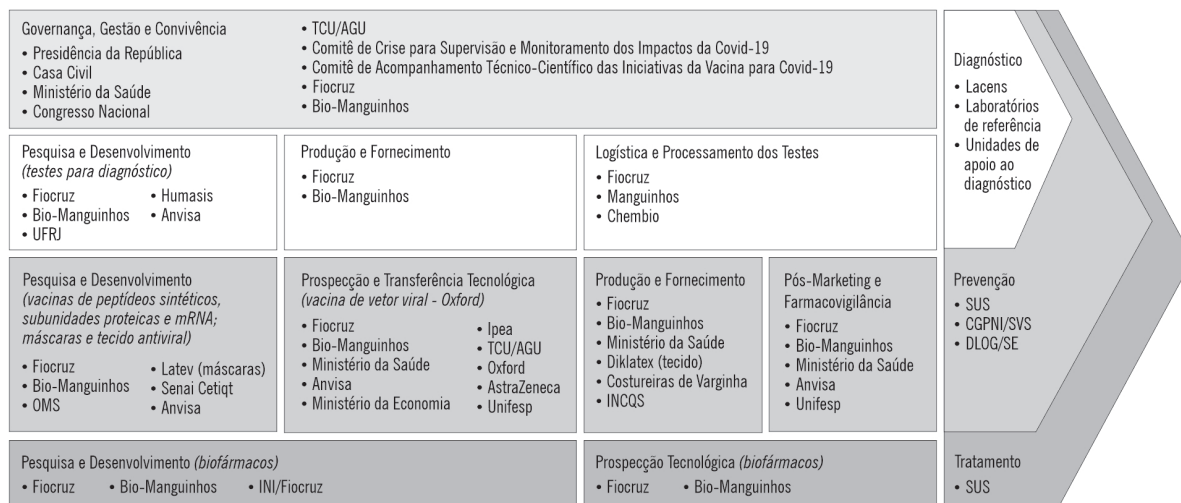 Governança, Gestão e Convivência
• Presidência da República
• Casa Civil
• Ministério da Saúde
• Congresso Nacional
• TCU/AGU
• Comitê de Crise para Supervisão e Monitoramento dos Impactos da Covid-19
• Comitê de Acompanhamento Técnico-Científico das Iniciativas da Vacina para Covid-19
• Fiocruz
• Bio-Manguinhos
Diagnóstico
• Lacens
• Laboratórios
de referência
• Unidades de
apoio ao
diagnóstico
Pesquisa e Desenvolvimento
(testes para diagnóstico)
• Fiocruz
• Bio-Manguinhos
• UFRJ
• Humasis
• Anvisa
Produção e Fornecimento
• Fiocruz
• Bio-Manguinhos
Logística e Processamento dos Testes
• Fiocruz
• Manguinhos
• Chembio
Pesquisa e Desenvolvimento
(vacinas de peptídeos sintéticos,
subunidades proteicas e mRNA;
máscaras e tecido antiviral)
• Fiocruz
• Bio-Manguinhos
• OMS
• Latev (máscaras)
• Senai Cetiqt
• Anvisa
Prospecção e Transferência Tecnológica
(vacina de vetor viral - Oxford)
• Fiocruz
• Bio-Manguinhos
• Ministério da Saúde
• Anvisa
• Ministério da Economia
• Ipea
• TCU/AGU
• Oxford
• AstraZeneca
• Unifesp
Produção e Fornecimento
• Fiocruz
• Bio-Manguinhos
• Ministério da Saúde
• Diklatex (tecido)
• Costureiras de Varginha
• INCQS
Pós-Marketing e
Farmacovigilância
• Fiocruz
• Bio-Manguinhos
• Ministério da Saúde
• Anvisa
• Unifesp
Prevenção
• SUS
• CGPNI/SVS
• DLOG/SE
Pesquisa e Desenvolvimento (biofármacos)
• Fiocruz
• Bio-Manguinhos
• INI/Fiocruz
Prospecção Tecnológica (biofármacos)
• Fiocruz
• Bio-Manguinhos
Tratamento
• SUS